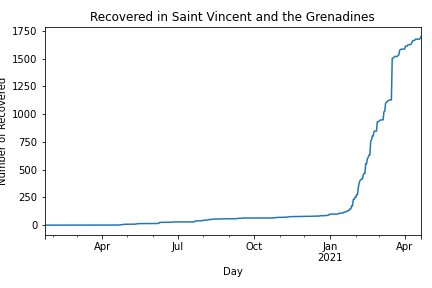 Recovered in Saint Vincent and the Grenadines
Number of Recovered
1750
1500
1250
1000
750
500
250
0
Apr
Jul
Oct
Jan
2021
Apr
Day